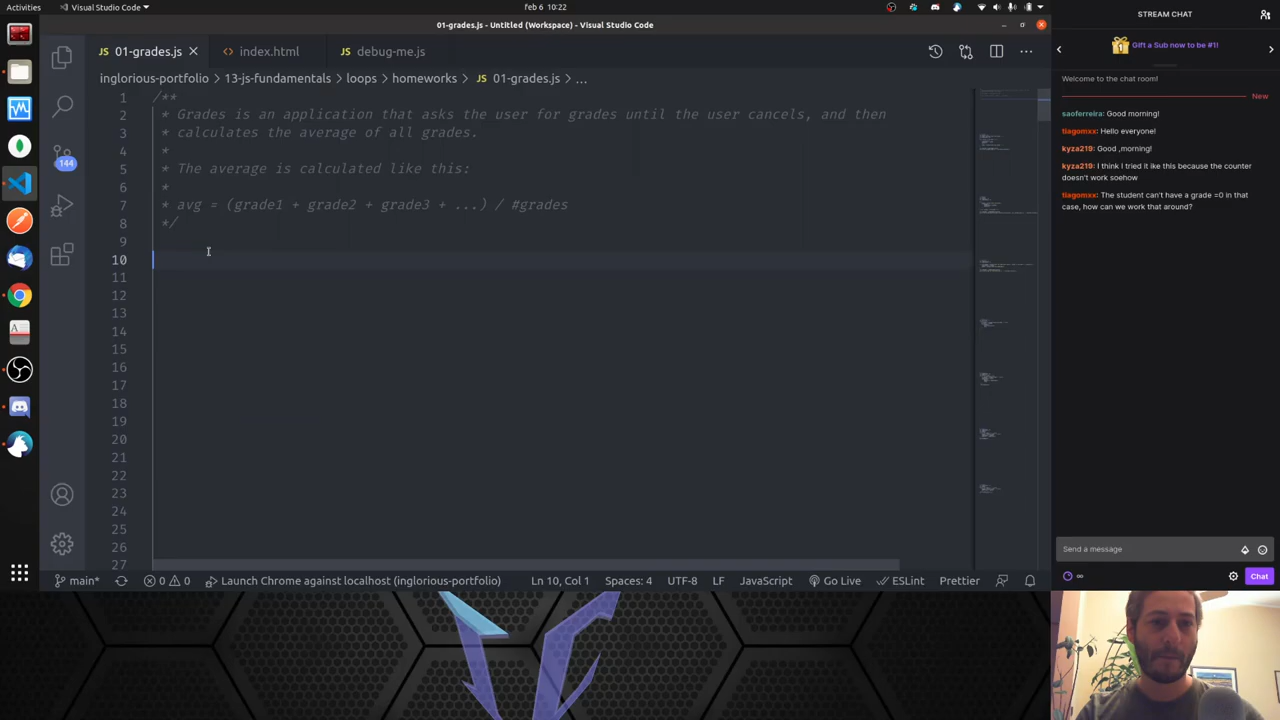 Activities
Visual Studio Code
Feb 6 10:22
01-grades.js - Untitled (Workspace) - Visual Studio Code
JS 01-grades.js
<> index.html
JS debug-me.js
inglorious-portfolio > 13-js-fundamentals > loops > homeworks > JS 01-grades.js > ...
1 /**
2 * Grades is an application that asks the user for grades until the user cancels, and then
3 * calculates the average of all grades.
4 *
5 * The average is calculated like this:
6 *
7 * avg = (grade1 + grade2 + grade3 + ...) / #grades
8 */
9
10
11
12
13
14
15
16
17
18
19
20
21
22
23
24
25
26
27
144
main*
0 0
Launch Chrome against localhost (inglorious-portfolio)
Ln 10, Col 1
Spaces: 4
UTF-8
LF
JavaScript
Go Live
ESLint
Prettier
STREAM CHAT
1
Gift a Sub now to be #1!
Welcome to the chat room!
New
saoferreira: Good morning!
tiagomxx: Hello everyone!
kyza219: Good ,morning!
kyza219: I think I tried it ike this because the counter
doesn't work soehow
tiagomxx: The student can't have a grade =0 in that
case, how can we work that around?
Send a message
∞
Chat